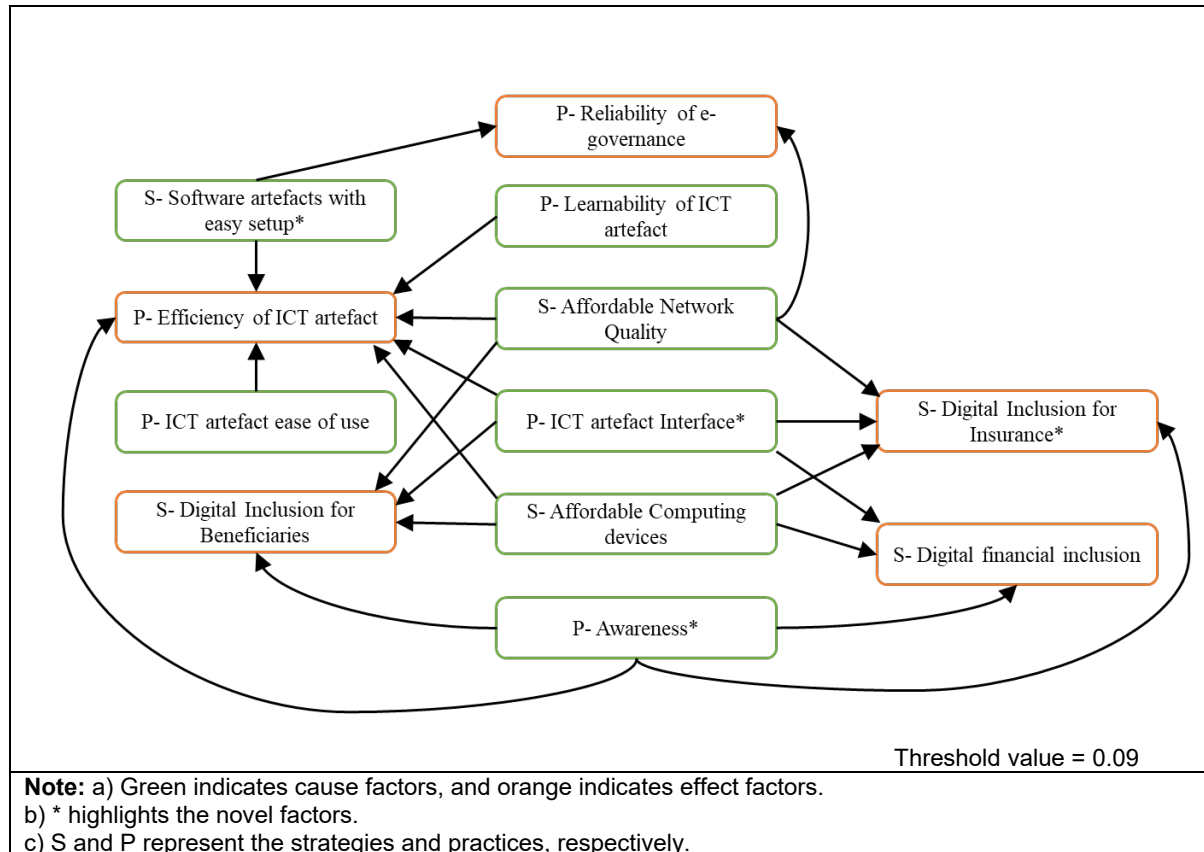 P- Reliability of e-
governance
S- Software artefacts with
easy setup*
P- Learnability of ICT
artefact
P- Efficiency of ICT artefact
S- Affordable Network
Quality
P- ICT artefact ease of use
P- ICT artefact Interface*
S- Digital Inclusion for
Insurance*
S- Digital Inclusion for
Beneficiaries
S- Affordable Computing
devices
S- Digital financial inclusion
P- Awareness*
Threshold value = 0.09
Note: a) Green indicates cause factors, and orange indicates effect factors.
b) * highlights the novel factors.
c) S and P represent the strategies and practices, respectively.